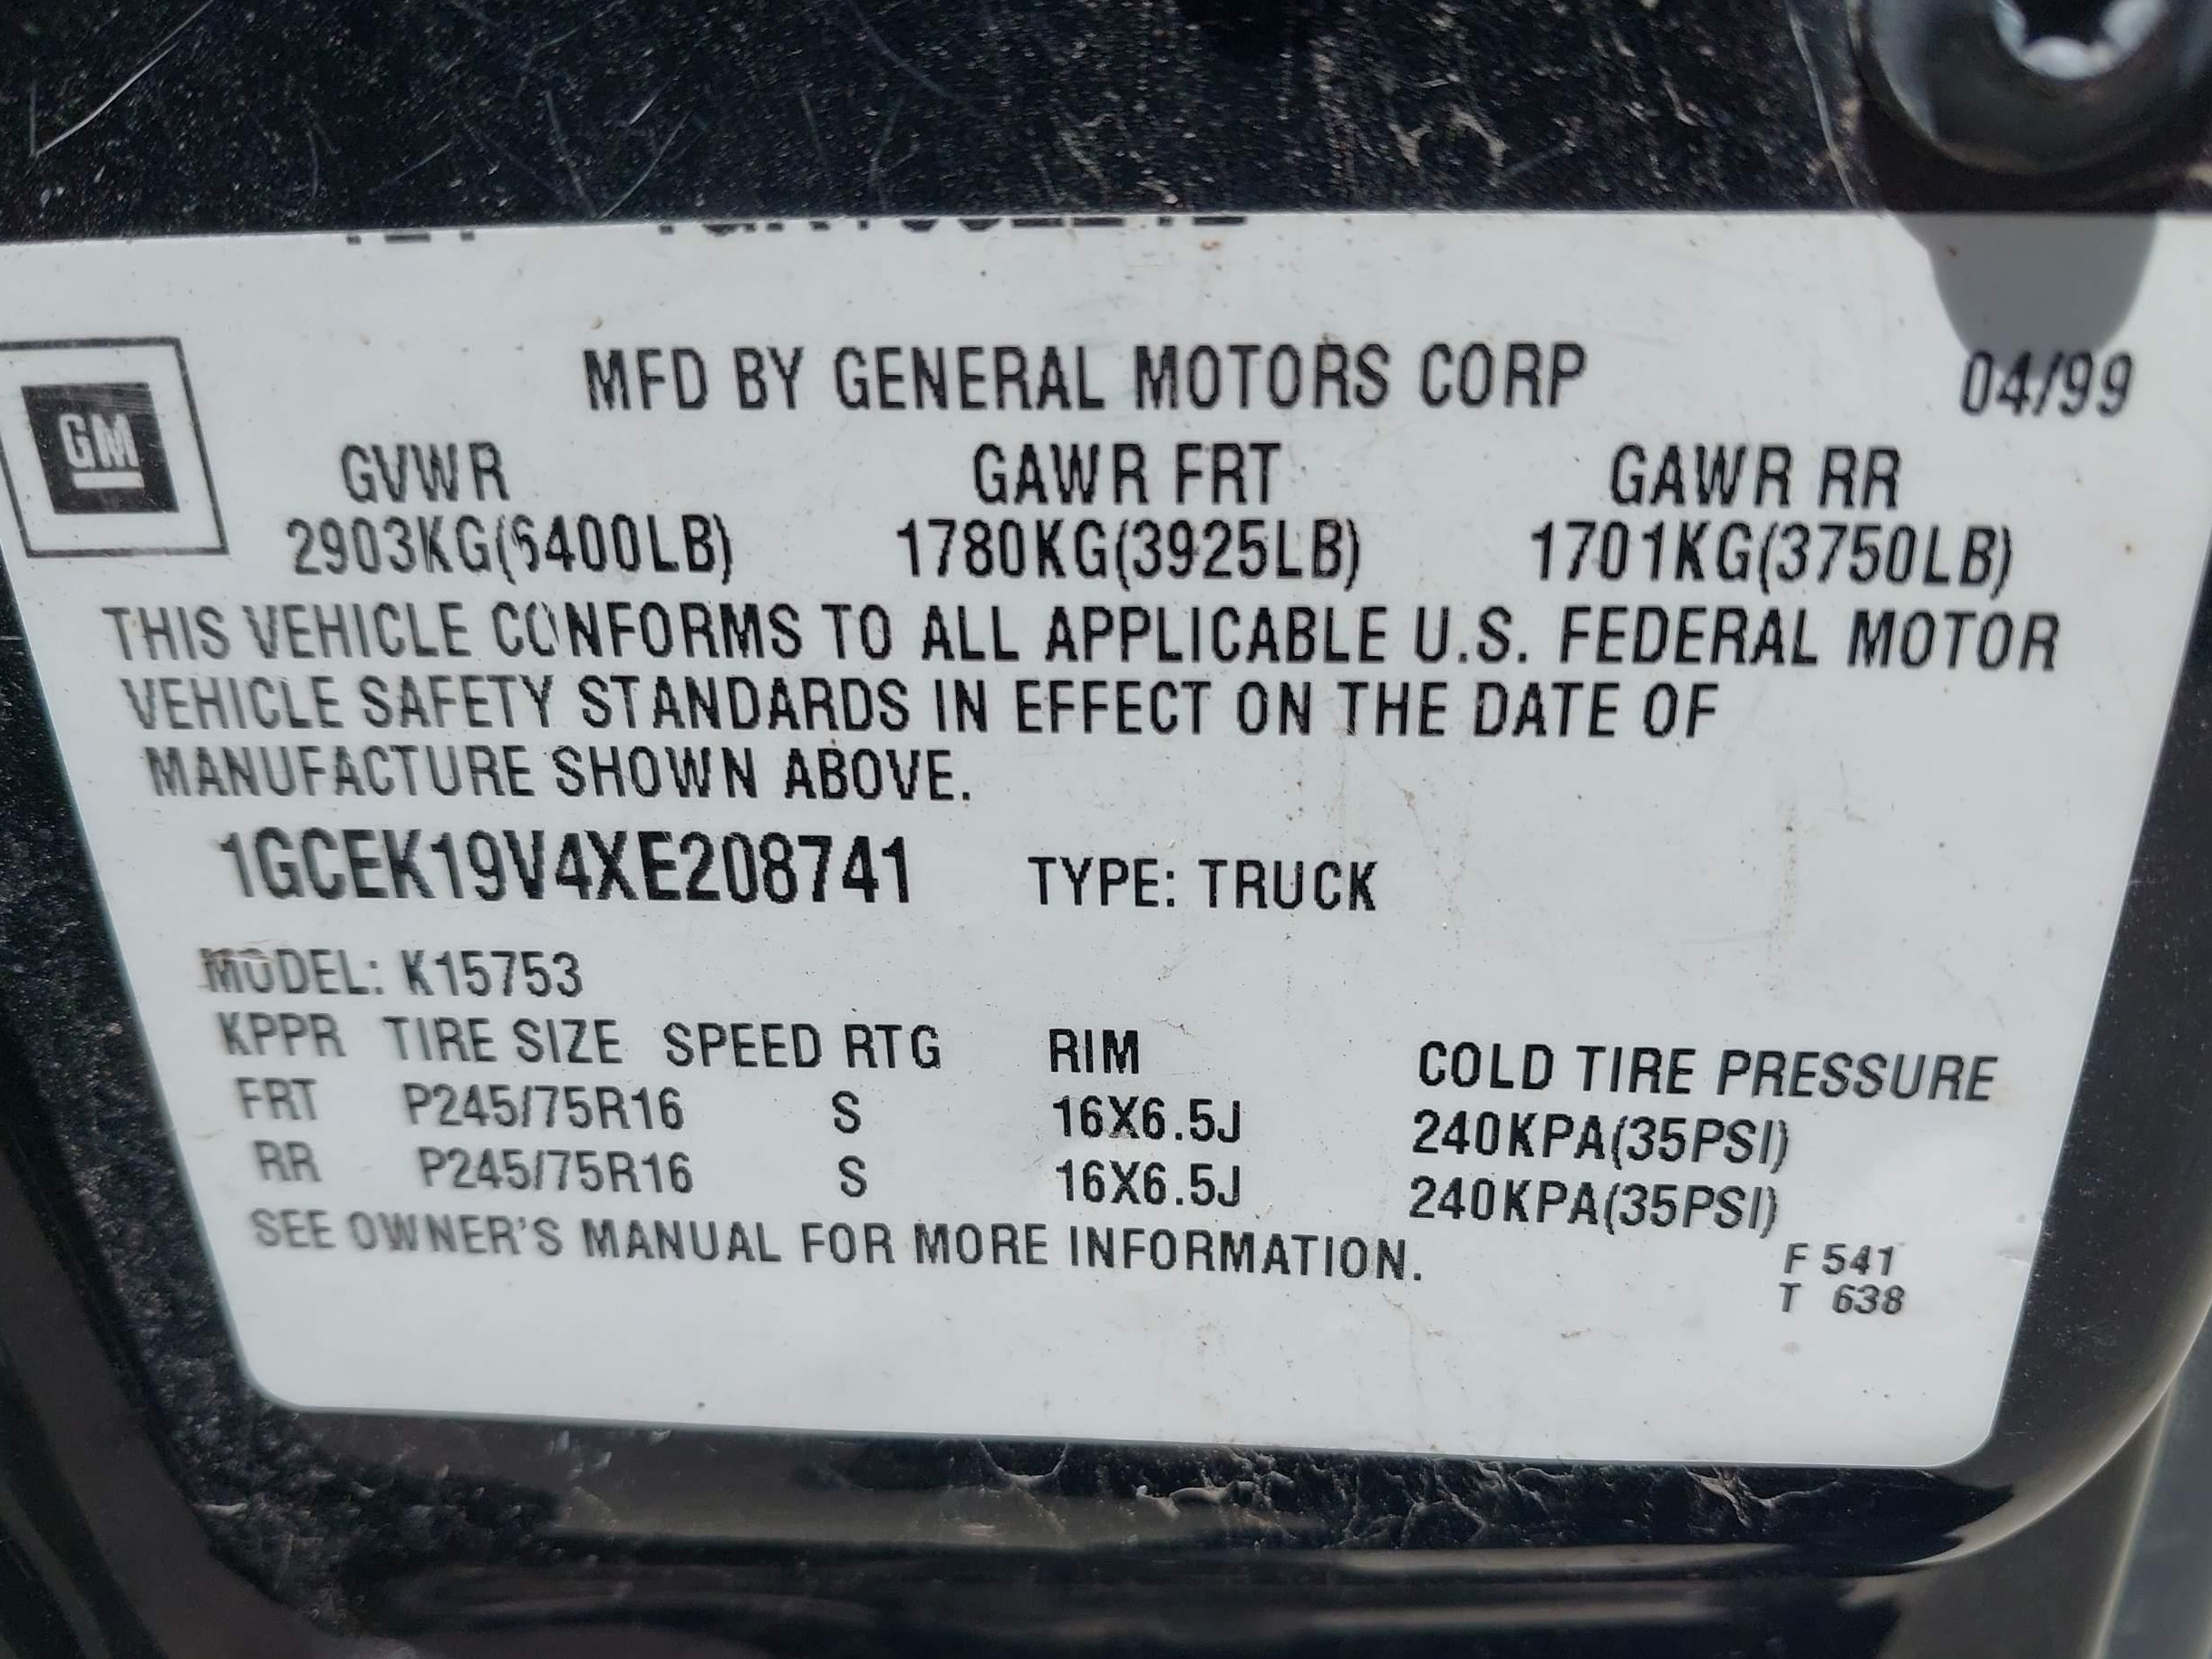 MFD BY GENERAL MOTORS CORP 04/99
GM
GVWR GAWR FRT GAWR RR
2903KG(6400LB) 1780KG(3925LB) 1701KG(3750LB)
THIS VEHICLE CONFORMS TO ALL APPLICABLE U.S. FEDERAL MOTOR
VEHICLE SAFETY STANDARDS IN EFFECT ON THE DATE OF
MANUFACTURE SHOWN ABOVE.
1GCEK19V4XE208741 TYPE: TRUCK
MODEL: K15753
KPPR TIRE SIZE SPEED RTG RIM COLD TIRE PRESSURE
FRT P245/75R16 S 16X6.5J 240KPA(35PSI)
RR P245/75R16 S 16X6.5J 240KPA(35PSI)
SEE OWNER'S MANUAL FOR MORE INFORMATION.
F 541
T 638